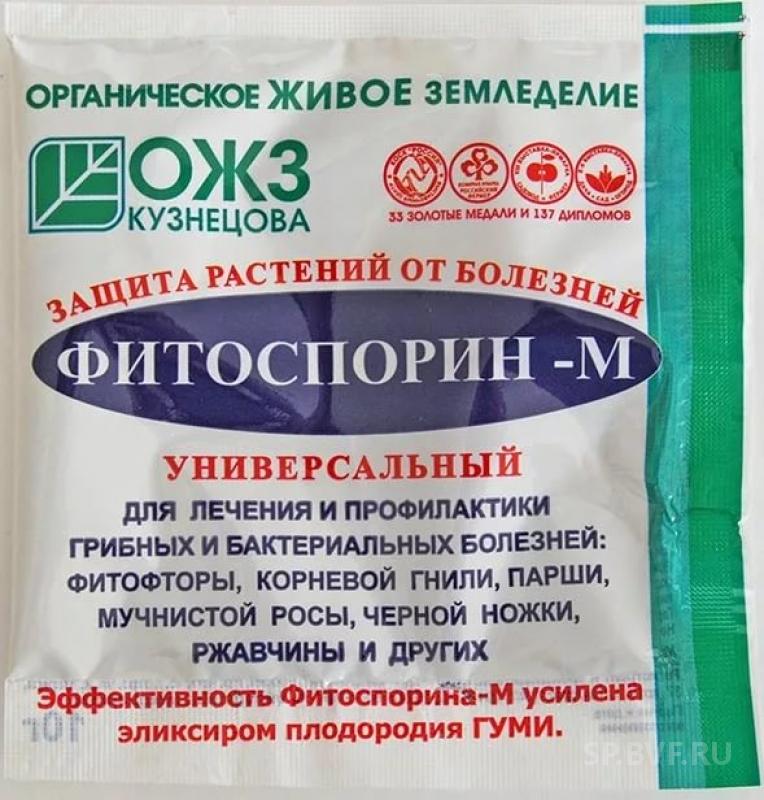 ОРГАНИЧЕСКОЕ ЖИВОЕ ЗЕМЛЕДЕЛИЕ
ОЖЗ
КУЗНЕЦОВА
33 ЗОЛОТЫЕ МЕДАЛИ И 137 ДИПЛОМОВ
ЗАЩИТА РАСТЕНИЙ ОТ БОЛЕЗНЕЙ
ФИТОСПОРИН -М
УНИВЕРСАЛЬНЫЙ
ДЛЯ ЛЕЧЕНИЯ И ПРОФИЛАКТИКИ
ГРИБНЫХ И БАКТЕРИАЛЬНЫХ БОЛЕЗНЕЙ:
ФИТОФТОРЫ, КОРНЕВОЙ ГНИЛИ, ПАРШИ,
МУЧНИСТОЙ РОСЫ, ЧЕРНОЙ НОЖКИ,
РЖАВЧИНЫ И ДРУГИХ
Эффективность Фитоспорина-М усилена
эликсиром плодородия ГУМИ.
10г
SP.BVF.RU